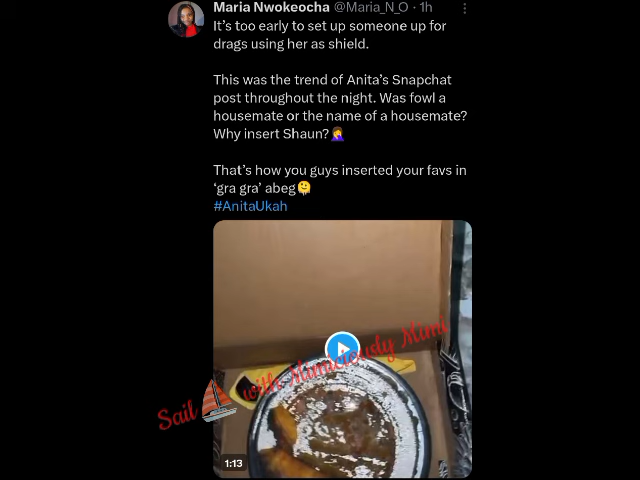 Maria Nwokeocha @Maria_N_O · 1h
It's too early to set up someone up for
drags using her as shield.
This was the trend of Anita's Snapchat
post throughout the night. Was fowl a
housemate or the name of a housemate?
Why insert Shaun?🤦‍♀️
That's how you guys inserted your favs in
'gra gra' abeg🫠
#AnitaUkah
Sail ⛵ with Mimiciously Mimi
1:13